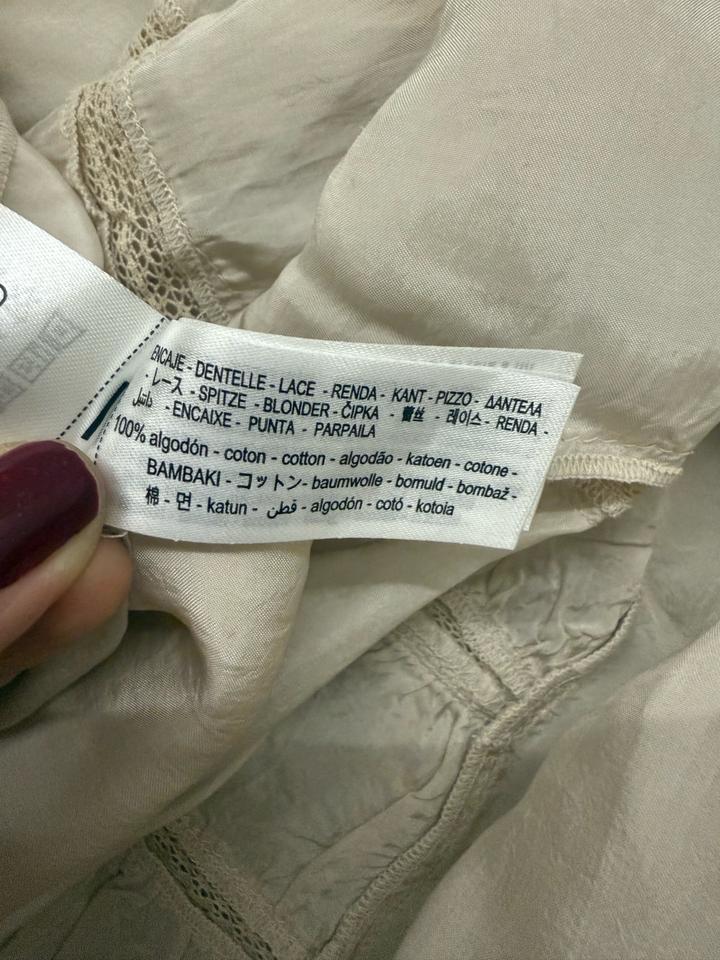 ENCAJE - DENTELLE - LACE - RENDA - KANT - PIZZO - ΔΑΝΤΕΛΑ
- レース - SPITZE - BLONDER - ČIPKA - 蕾丝 - 레이스 - RENDA -
دانتيل - ENCAIXE - PUNTA - PARPAILA
100% algodón - coton - cotton - algodão - katoen - cotone -
BAMBAKI - コットン - baumwolle - bomuld - bombaž -
棉 - 면 - katun - قطن - algodón - cotó - kotoia